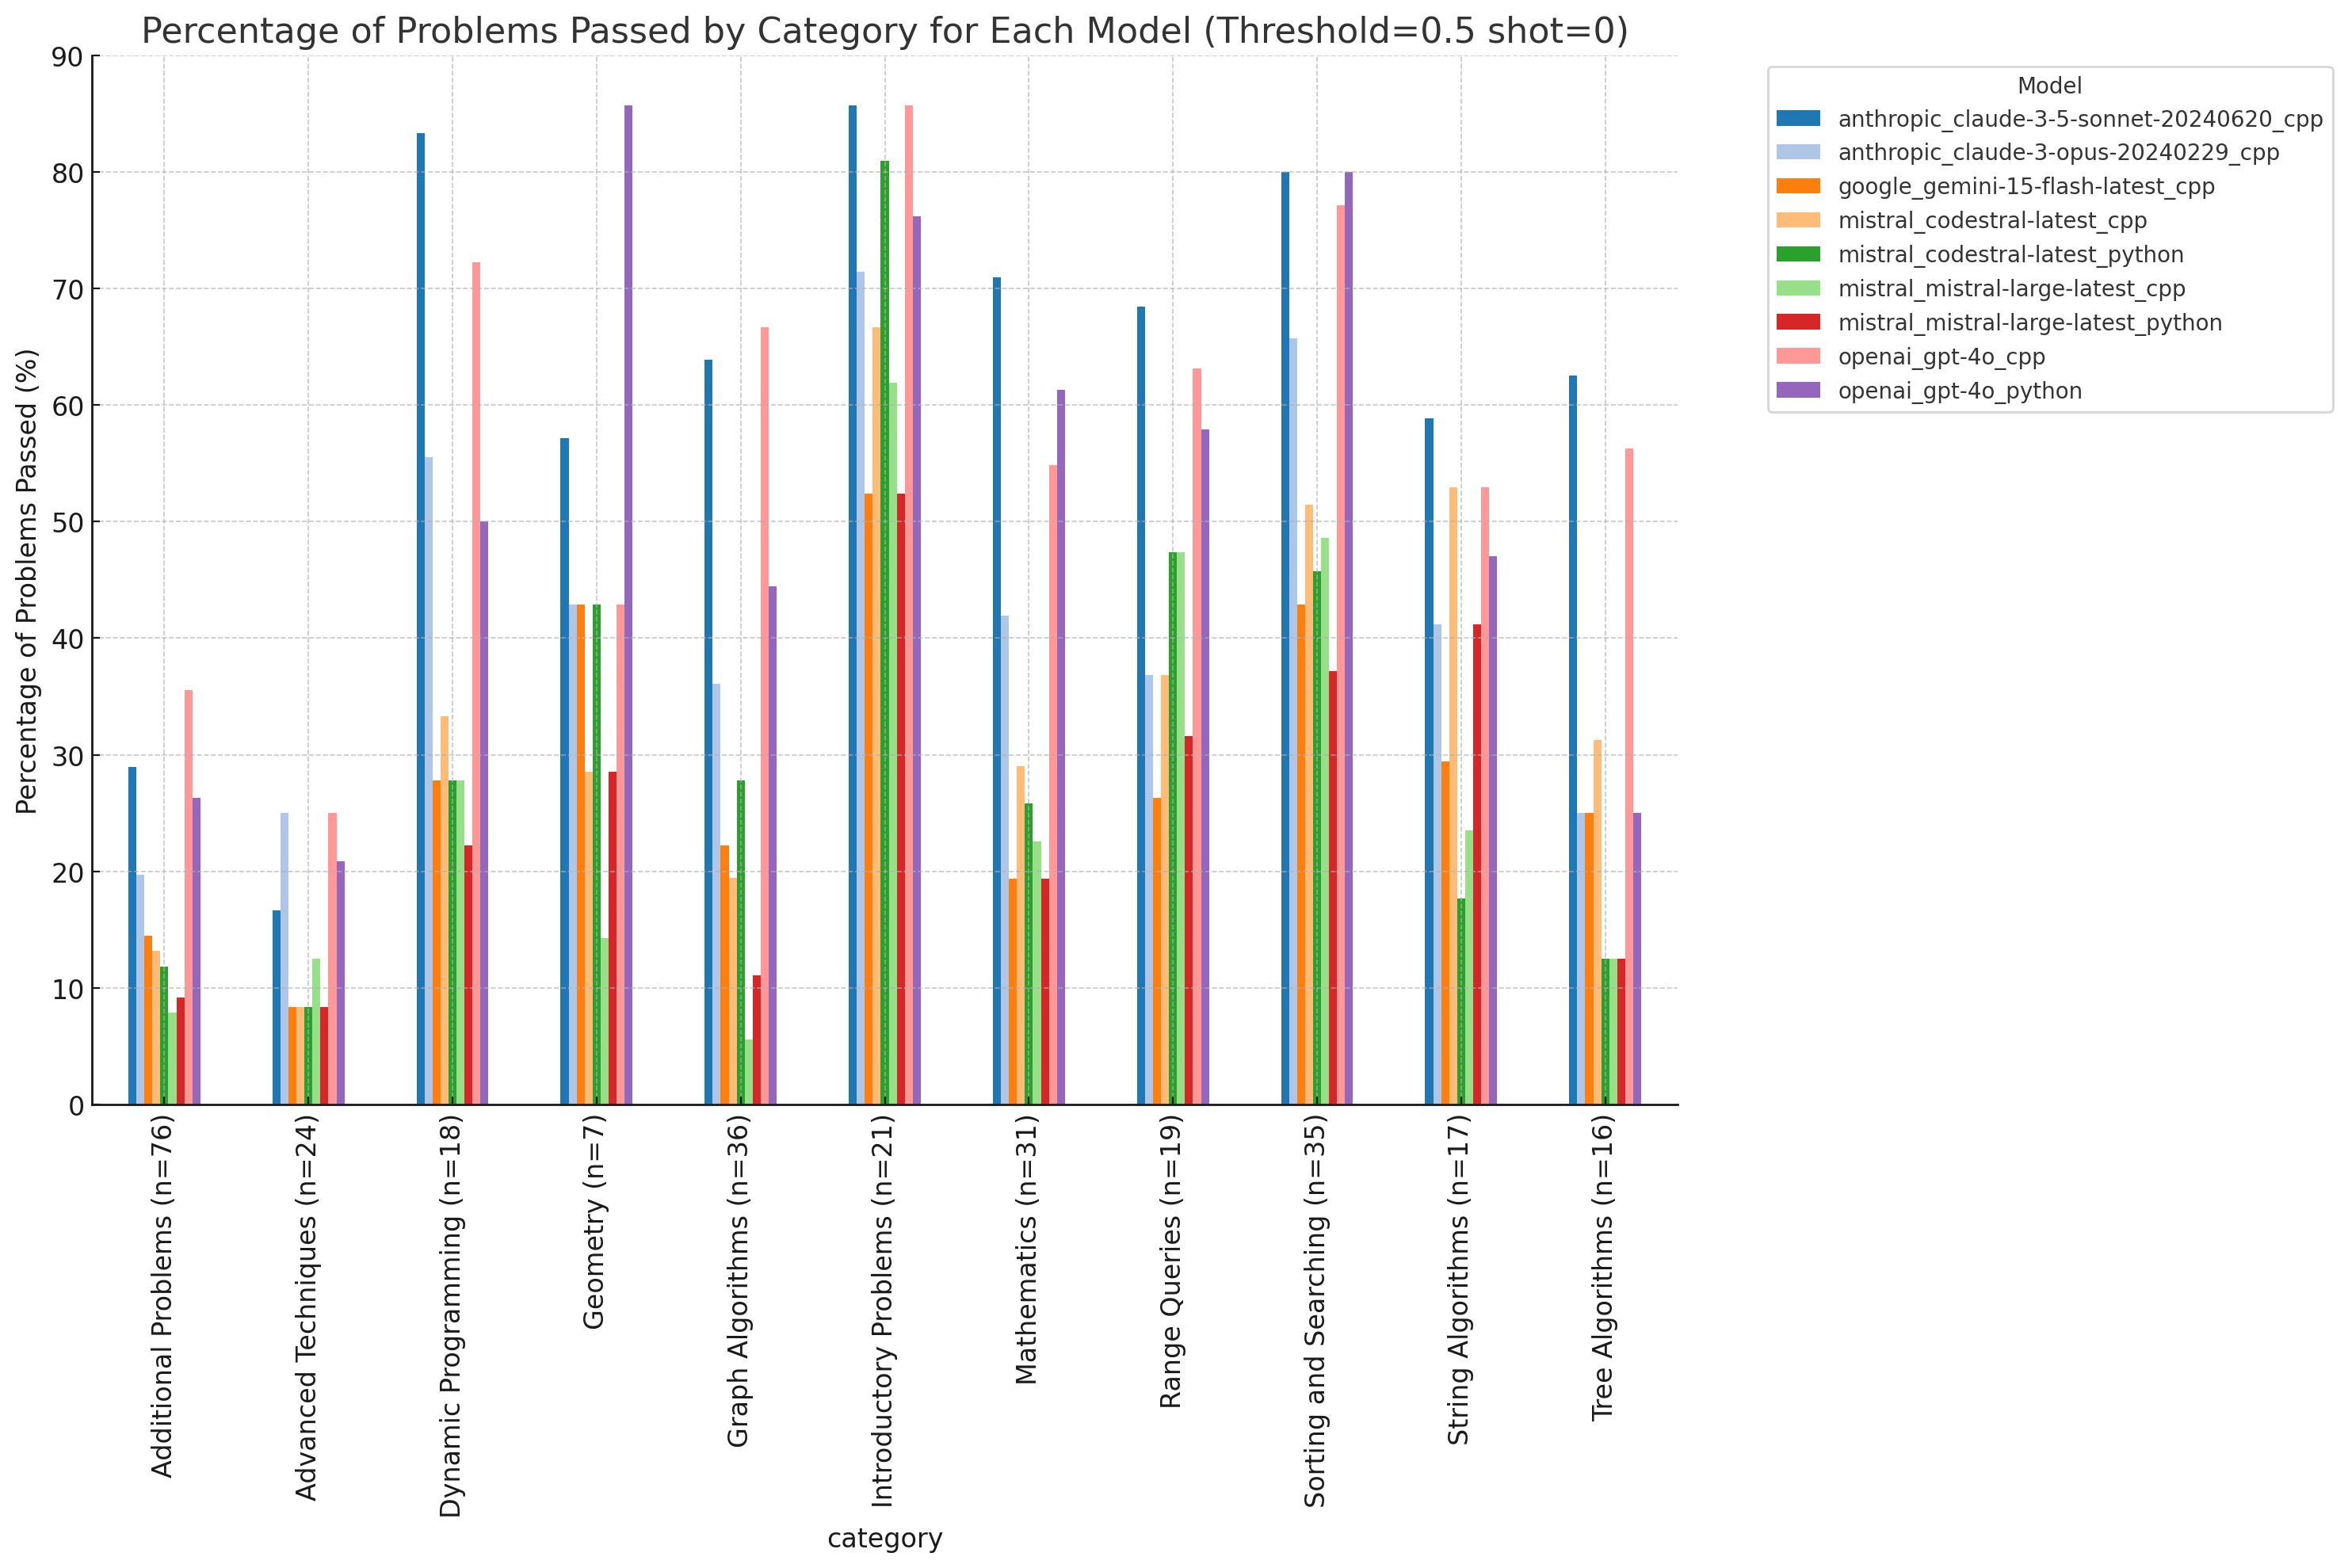 Percentage of Problems Passed by Category for Each Model (Threshold=0.5 shot=0)
Percentage of Problems Passed (%)
90
80
70
60
50
40
30
20
10
0
Additional Problems (n=76)
Advanced Techniques (n=24)
Dynamic Programming (n=18)
Geometry (n=7)
Graph Algorithms (n=36)
Introductory Problems (n=21)
Mathematics (n=31)
Range Queries (n=19)
Sorting and Searching (n=35)
String Algorithms (n=17)
Tree Algorithms (n=16)
category
Model
anthropic_claude-3-5-sonnet-20240620_cpp
anthropic_claude-3-opus-20240229_cpp
google_gemini-15-flash-latest_cpp
mistral_codestral-latest_cpp
mistral_codestral-latest_python
mistral_mistral-large-latest_cpp
mistral_mistral-large-latest_python
openai_gpt-4o_cpp
openai_gpt-4o_python